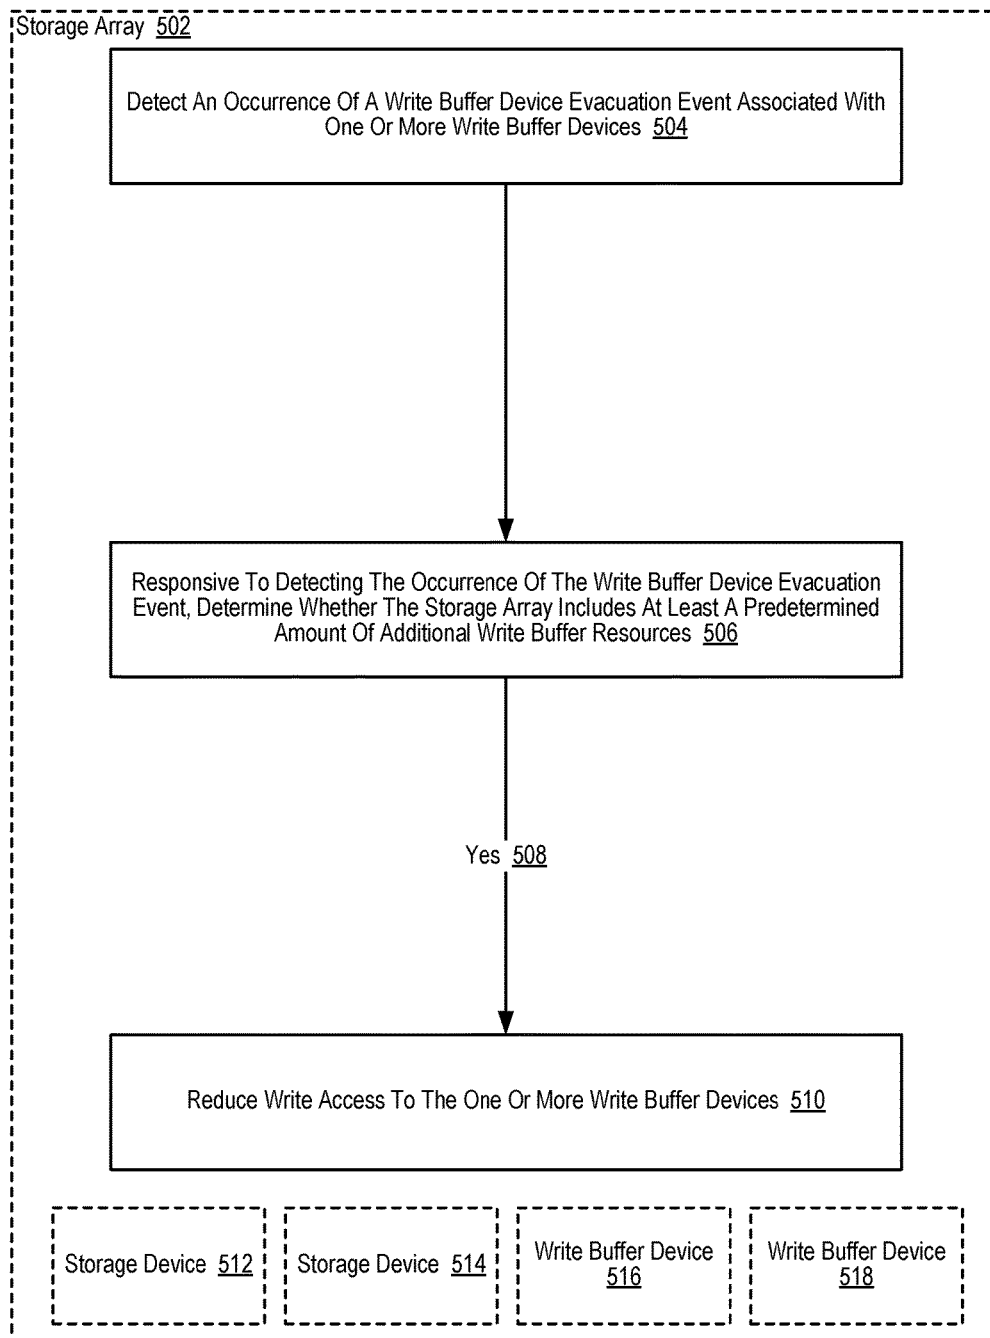 Storage Array 502
Detect An Occurrence Of A Write Buffer Device Evacuation Event Associated With
One Or More Write Buffer Devices 504
Responsive To Detecting The Occurrence Of The Write Buffer Device Evacuation
Event, Determine Whether The Storage Array Includes At Least A Predetermined
Amount Of Additional Write Buffer Resources 506
Yes 508
Reduce Write Access To The One Or More Write Buffer Devices 510
Storage Device 512
Storage Device 514
Write Buffer Device
516
Write Buffer Device
518